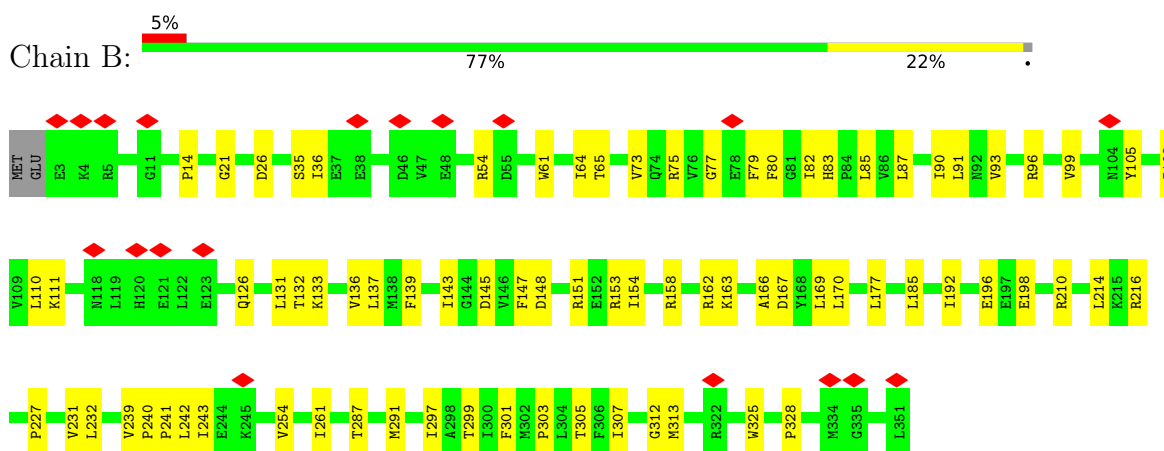 5%
Chain B:
77% 22% •
MET GLU E3 K4 R5 G11 P14 G21 D26 S35 I36 E37 E38 D46 V47 E48 R54 D55 W61 I64 T65 V73 Q74 R75 V76 G77 E78 F79 F80 G81 I82 H83 P84 L85 V86 L87 I90 L91 N92 V93 R96 V99 N104 Y105
V109 L110 K111 N118 L119 H120 E121 L122 E123 Q126 L131 T132 K133 V136 L137 M138 F139 I143 G144 D145 V146 F147 D148 R151 E152 R153 I154 R158 R162 K163 A166 D167 Y168 L169 L170 L177 L185 I192 E196 E197 E198 R210 L214 K215 R216
P227 V231 L232 V239 P240 P241 L242 I243 E244 K245 V254 I261 T287 M291 I297 A298 T299 I300 F301 M302 P303 L304 T305 F306 I307 G312 M313 R322 W325 P328 M334 G335 L351